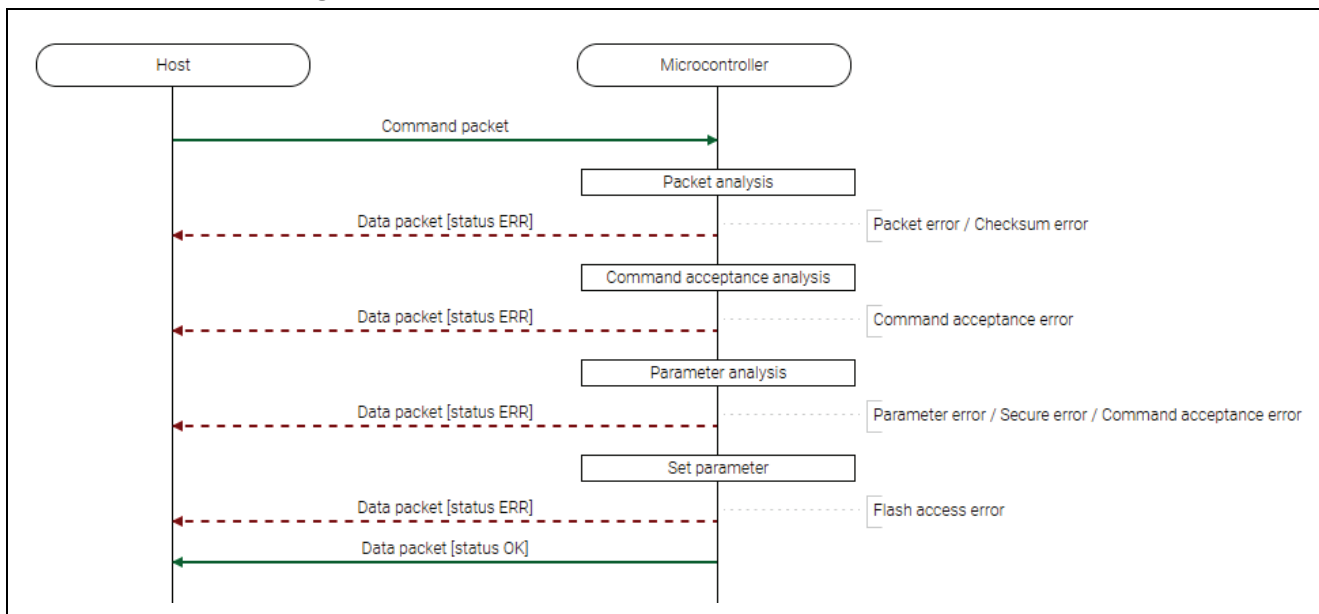 Host
Microcontroller
Command packet
Packet analysis
Data packet [status ERR]
Packet error / Checksum error
Command acceptance analysis
Data packet [status ERR]
Command acceptance error
Parameter analysis
Data packet [status ERR]
Parameter error / Secure error / Command acceptance error
Set parameter
Data packet [status ERR]
Flash access error
Data packet [status OK]